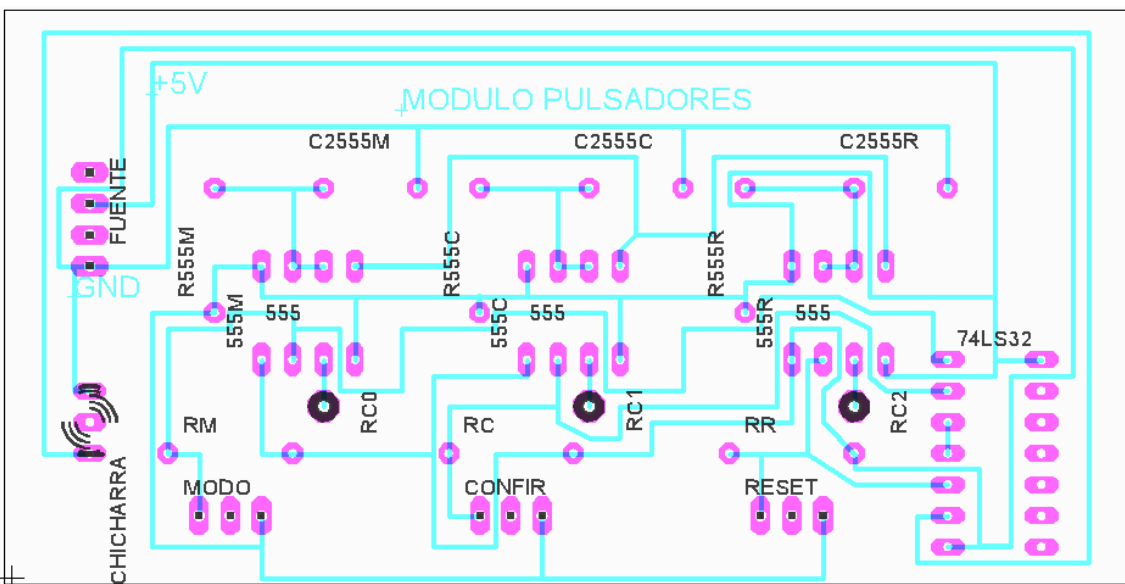 +5V
MODULO PULSADORES
C2555M
C2555C
C2555R
FUENTE
R555M
R555C
R555R
GND
555M
555
555C
555
555R
555
74LS32
RC0
RC1
RC2
RM
RC
RR
MODO
CONFIR
RESET
CHICHARRA